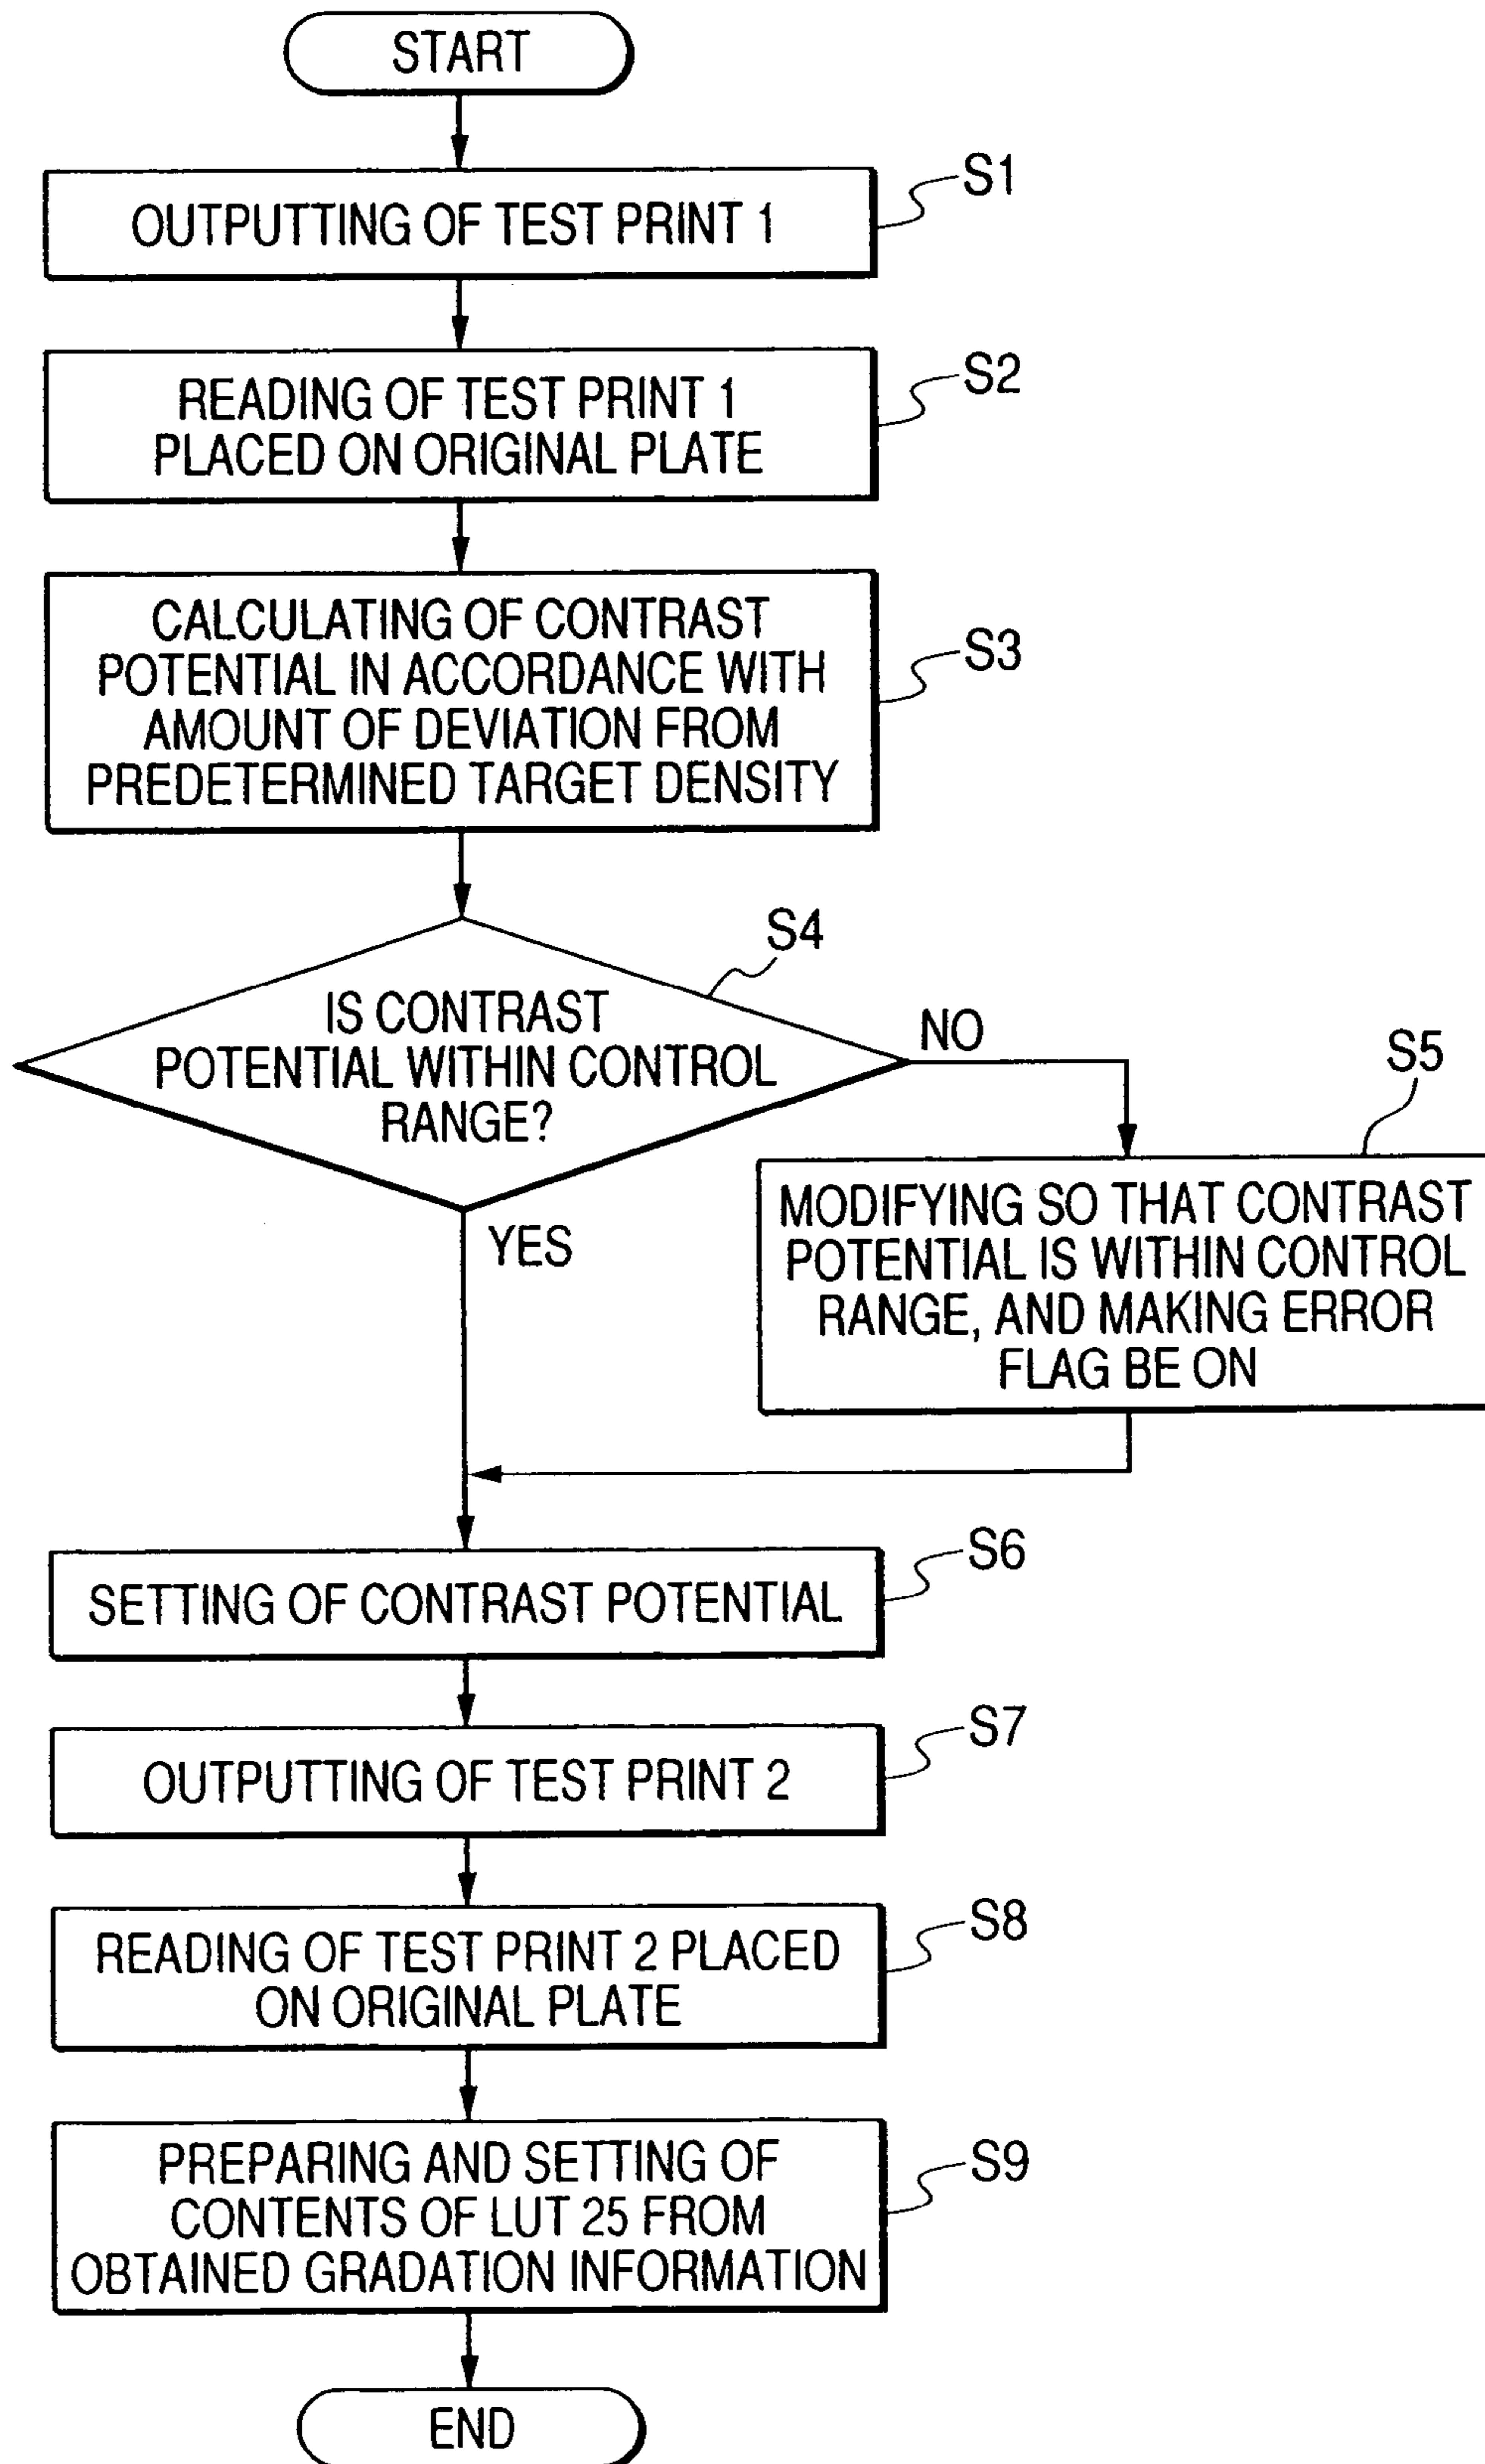 START
OUTPUTTING OF TEST PRINT 1
S1
READING OF TEST PRINT 1
PLACED ON ORIGINAL PLATE
S2
CALCULATING OF CONTRAST
POTENTIAL IN ACCORDANCE WITH
AMOUNT OF DEVIATION FROM
PREDETERMINED TARGET DENSITY
S3
IS CONTRAST
POTENTIAL WITHIN CONTROL
RANGE?
S4
NO
YES
S5
MODIFYING SO THAT CONTRAST
POTENTIAL IS WITHIN CONTROL
RANGE, AND MAKING ERROR
FLAG BE ON
SETTING OF CONTRAST POTENTIAL
S6
OUTPUTTING OF TEST PRINT 2
S7
READING OF TEST PRINT 2 PLACED
ON ORIGINAL PLATE
S8
PREPARING AND SETTING OF
CONTENTS OF LUT 25 FROM
OBTAINED GRADATION INFORMATION
S9
END